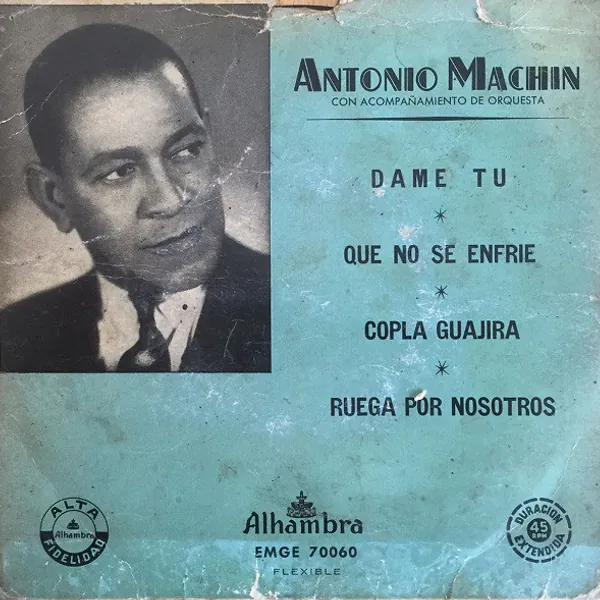 ANTONIO MACHIN
CON ACOMPAÑAMIENTO DE ORQUESTA
DAME TU
QUE NO SE ENFRIE
COPLA GUAJIRA
RUEGA POR NOSOTROS
ALTA
Alhambra
FIDELIDAD
Alhambra
EMGE 70060
FLEXIBLE
DURACION
45
RPM
EXTENDIDA